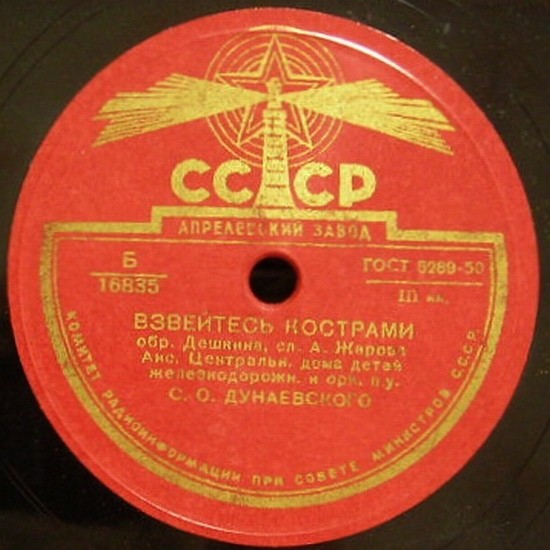 СССР
АПРЕЛЕВСКИЙ ЗАВОД
Б
16835
ГОСТ 5289-50
III кл.
ВЗВЕЙТЕСЬ КОСТРАМИ
обр. Дешкина, сл. А. Жарова
Анс. Центральн. дома детей
железнодорожн. и орк. п/у.
С. О. ДУНАЕВСКОГО
КОМИТЕТ РАДИОИНФОРМАЦИИ ПРИ СОВЕТЕ МИНИСТРОВ СССР